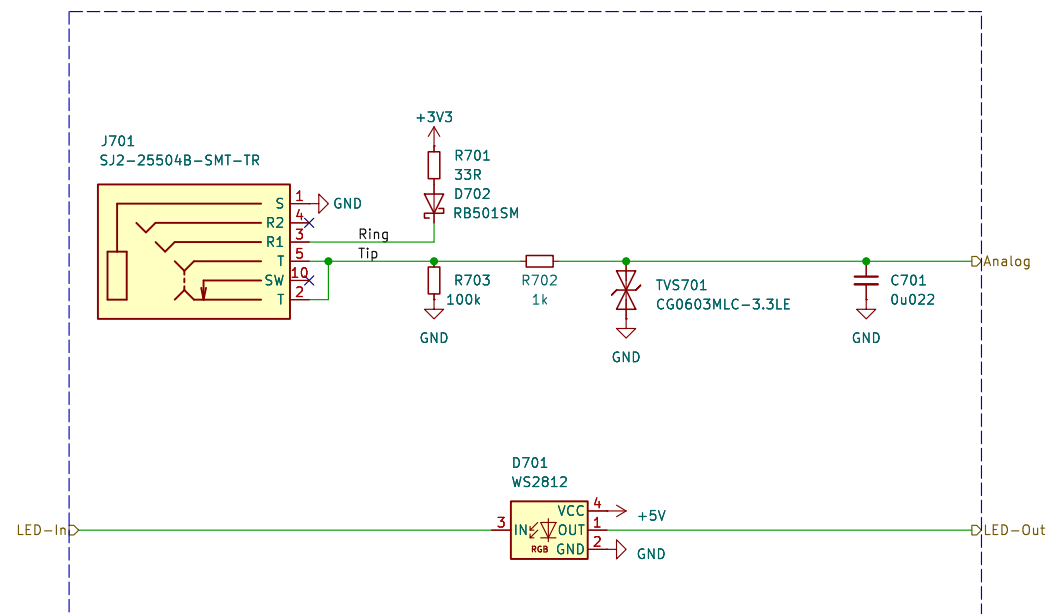 +3V3
J701
SJ2-25504B-SMT-TR
R701
33R
D702
RB501SM
S
1
GND
R2
4
R1
3
Ring
T
5
Tip
SW
10
T
2
R703
100k
GND
R702
1k
TVS701
CG0603MLC-3.3LE
GND
C701
0u022
GND
Analog
D701
WS2812
LED-In
3
IN
RGB
VCC
4
+5V
OUT
1
GND
2
GND
LED-Out